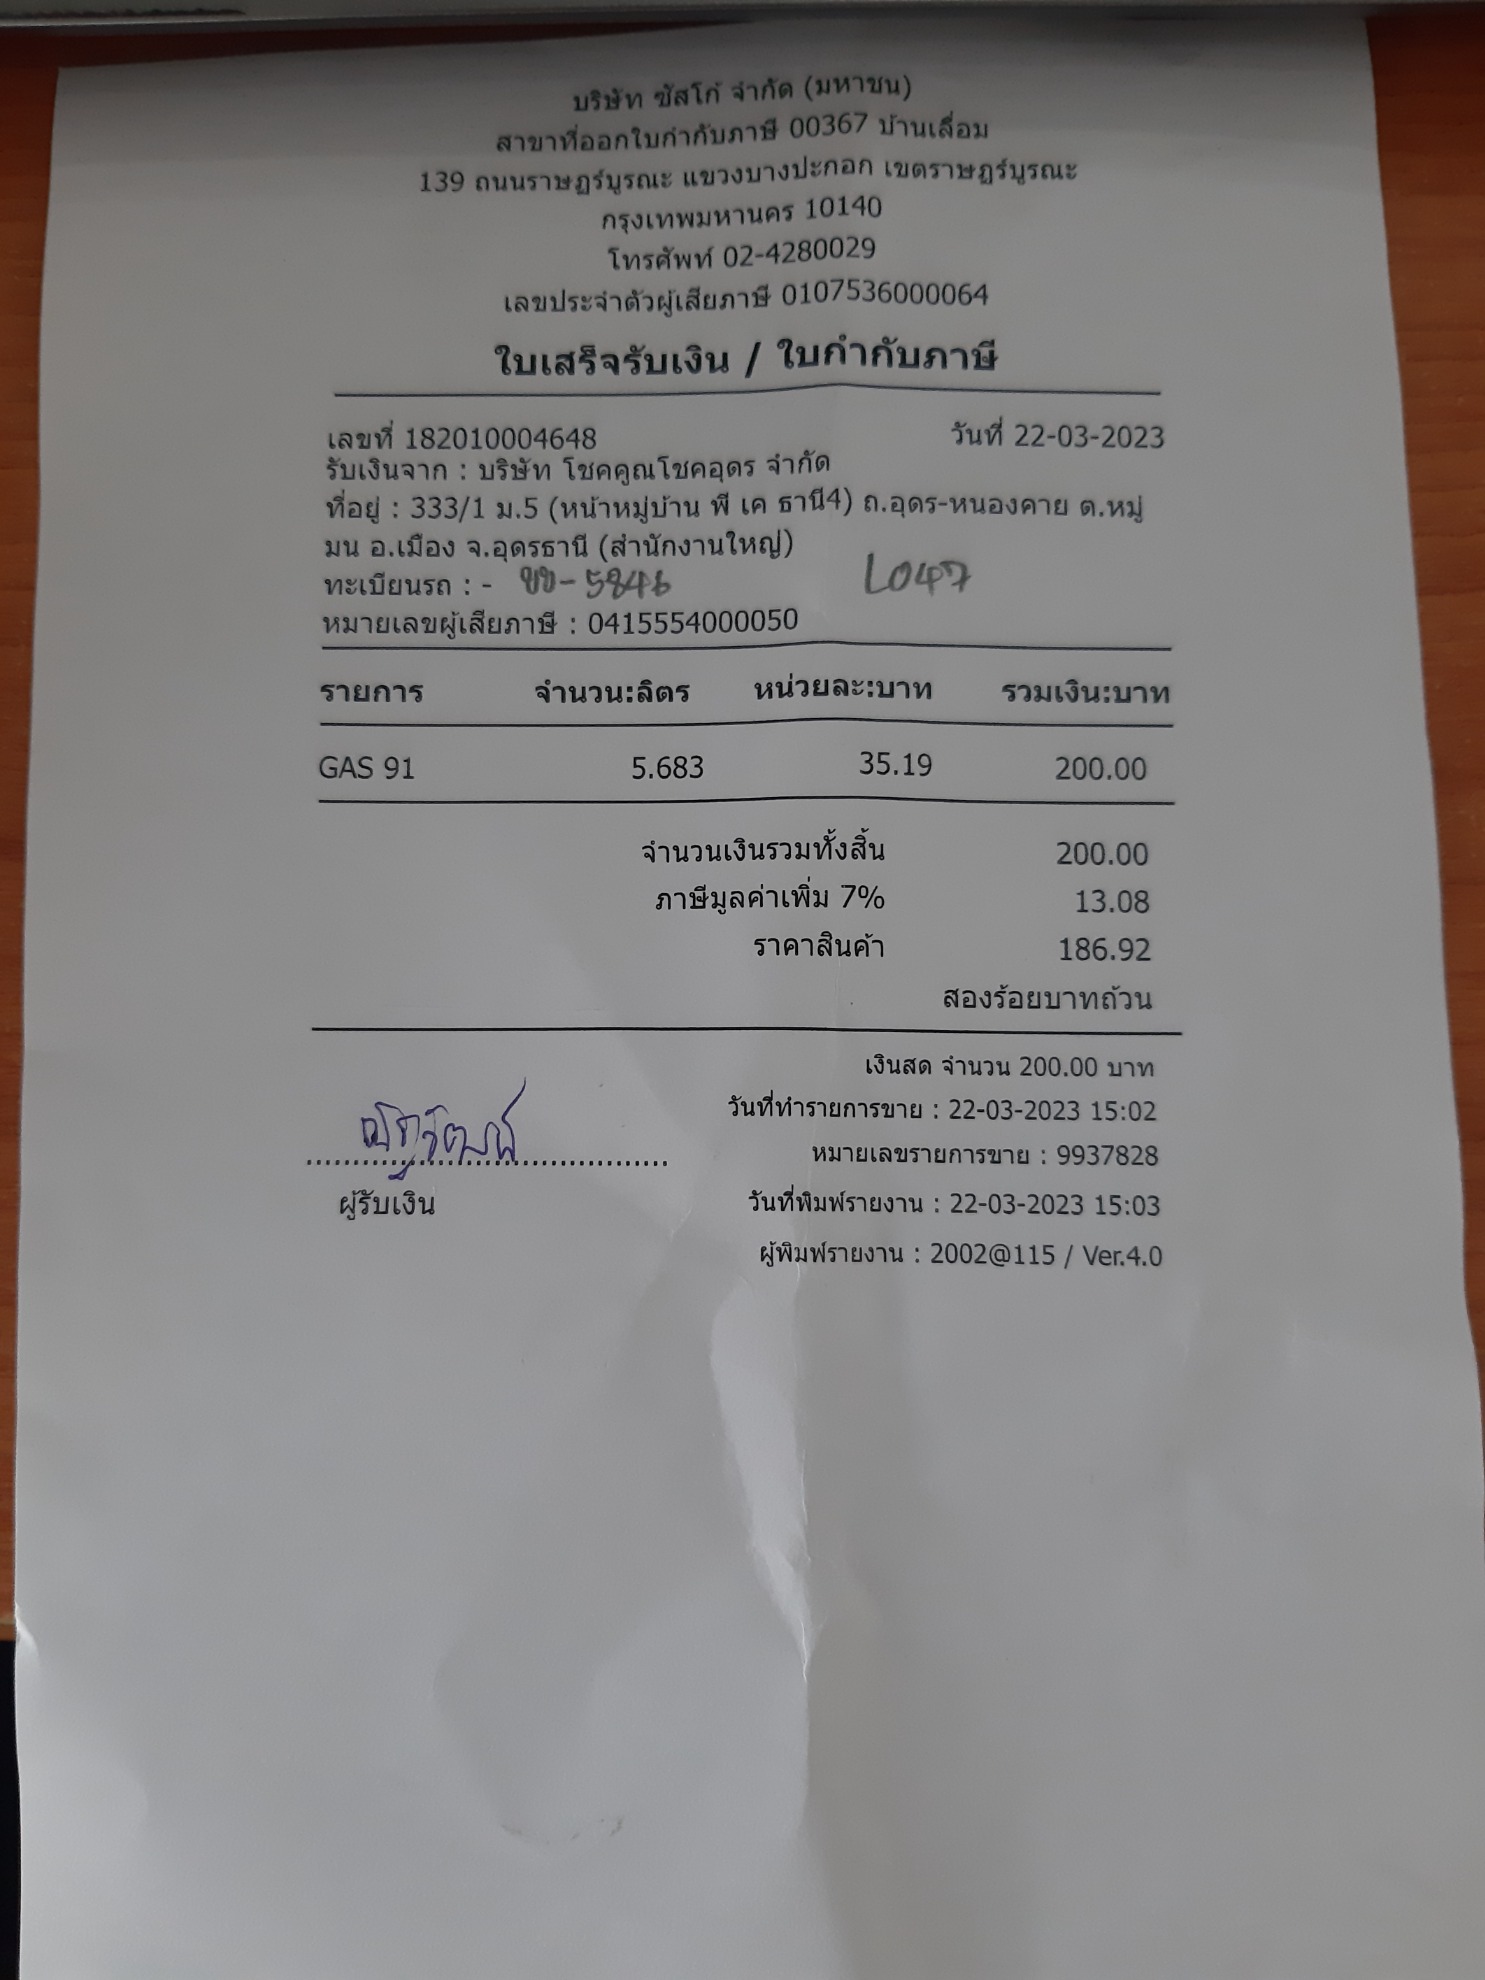 บริษัท ซัสโก้ จำกัด (มหาชน)
สาขาที่ออกใบกำกับภาษี 00367 บ้านเลื่อม
139 ถนนราษฎร์บูรณะ แขวงบางปะกอก เขตราษฎร์บูรณะ
กรุงเทพมหานคร 10140
โทรศัพท์ 02-4280029
เลขประจำตัวผู้เสียภาษี 0107536000064
ใบเสร็จรับเงิน / ใบกำกับภาษี
เลขที่ 182010004648 วันที่ 22-03-2023
รับเงินจาก : บริษัท โชคคูณโชคอุดร จำกัด
ที่อยู่ : 333/1 ม.5 (หน้าหมู่บ้าน พี เค ธานี4) ถ.อุดร-หนองคาย ต.หมู่
มน อ.เมือง จ.อุดรธานี (สำนักงานใหญ่)
ทะเบียนรถ : - ขข-5846 L047
หมายเลขผู้เสียภาษี : 0415554000050
รายการ จำนวน:ลิตร หน่วยละ:บาท รวมเงิน:บาท
GAS 91 5.683 35.19 200.00
จำนวนเงินรวมทั้งสิ้น 200.00
ภาษีมูลค่าเพิ่ม 7% 13.08
ราคาสินค้า 186.92
สองร้อยบาทถ้วน
เงินสด จำนวน 200.00 บาท
วันที่ทำรายการขาย : 22-03-2023 15:02
หมายเลขรายการขาย : 9937828
ผู้รับเงิน วันที่พิมพ์รายงาน : 22-03-2023 15:03
ผู้พิมพ์รายงาน : 2002@115 / Ver.4.0